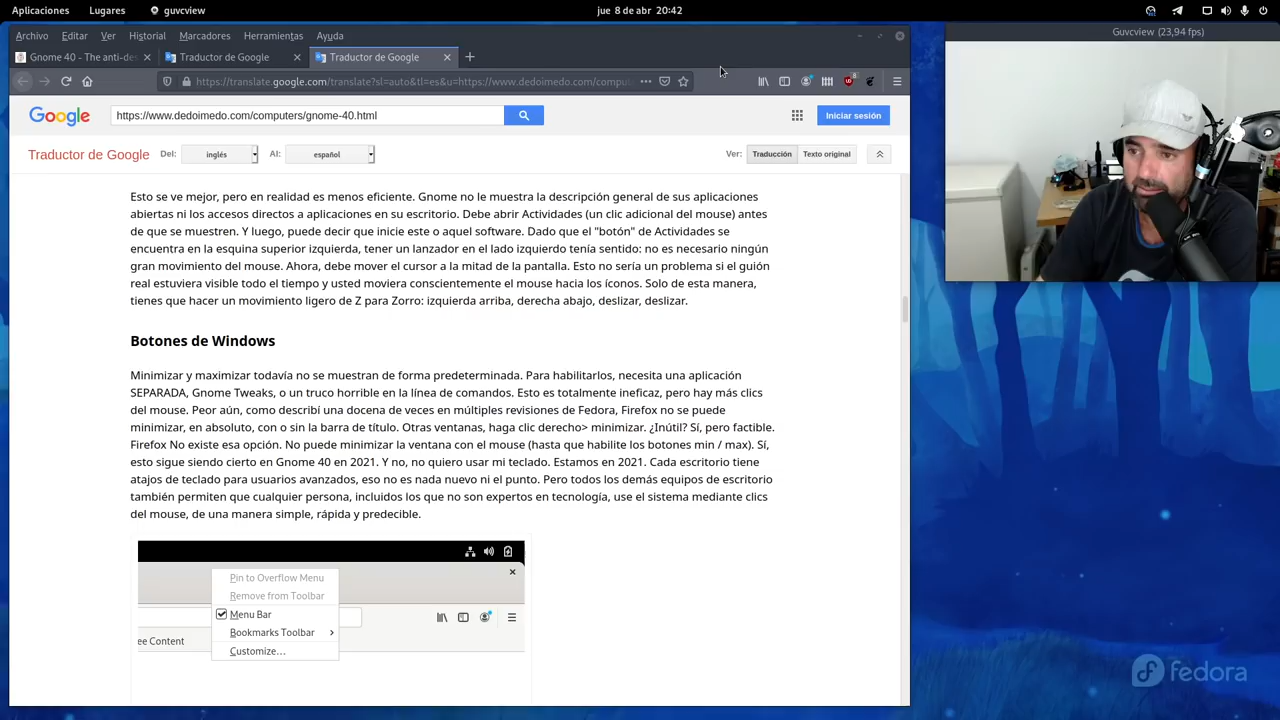 Aplicaciones Lugares guvcview jue 8 de abr 20:42
Archivo Editar Ver Historial Marcadores Herramientas Ayuda
Guvcview (23,94 fps)
Gnome 40 - The anti-des
Traductor de Google
Traductor de Google
https://translate.google.com/translate?sl=auto&tl=es&u=https://www.dedoimedo.com/compu
8
Google
https://www.dedoimedo.com/computers/gnome-40.html
Iniciar sesión
Traductor de Google Del: inglés Al: español Ver: Traducción Texto original
Esto se ve mejor, pero en realidad es menos eficiente. Gnome no le muestra la descripción general de sus aplicaciones
abiertas ni los accesos directos a aplicaciones en su escritorio. Debe abrir Actividades (un clic adicional del mouse) antes
de que se muestren. Y luego, puede decir que inicie este o aquel software. Dado que el "botón" de Actividades se
encuentra en la esquina superior izquierda, tener un lanzador en el lado izquierdo tenía sentido: no es necesario ningún
gran movimiento del mouse. Ahora, debe mover el cursor a la mitad de la pantalla. Esto no sería un problema si el guión
real estuviera visible todo el tiempo y usted moviera conscientemente el mouse hacia los íconos. Solo de esta manera,
tienes que hacer un movimiento ligero de Z para Zorro: izquierda arriba, derecha abajo, deslizar, deslizar.
Botones de Windows
Minimizar y maximizar todavía no se muestran de forma predeterminada. Para habilitarlos, necesita una aplicación
SEPARADA, Gnome Tweaks, o un truco horrible en la línea de comandos. Esto es totalmente ineficaz, pero hay más clics
del mouse. Peor aún, como describí una docena de veces en múltiples revisiones de Fedora, Firefox no se puede
minimizar, en absoluto, con o sin la barra de título. Otras ventanas, haga clic derecho> minimizar. ¿Inútil? Sí, pero factible.
Firefox No existe esa opción. No puede minimizar la ventana con el mouse (hasta que habilite los botones min / max). Sí,
esto sigue siendo cierto en Gnome 40 en 2021. Y no, no quiero usar mi teclado. Estamos en 2021. Cada escritorio tiene
atajos de teclado para usuarios avanzados, eso no es nada nuevo ni el punto. Pero todos los demás equipos de escritorio
también permiten que cualquier persona, incluidos los que no son expertos en tecnología, use el sistema mediante clics
del mouse, de una manera simple, rápida y predecible.
Pin to Overflow Menu
Remove from Toolbar
Menu Bar
ee Content
Bookmarks Toolbar
Customize…
fedora